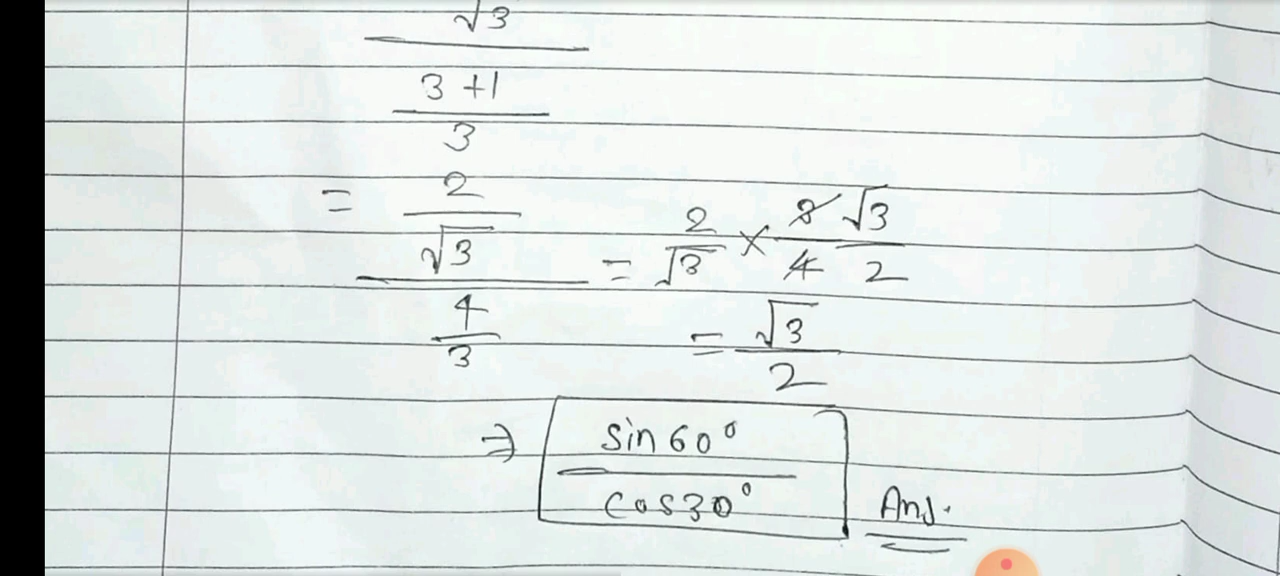 √3
3 + 1
3
= 2
√3
4
3
= 2/√3 × 3̸ √3/4̸ 2
= √3/2
⇒ sin 60°
cos 30°
Ans.